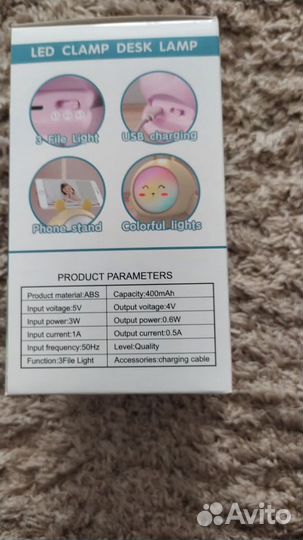 LED CLAMP DESK LAMP
3 File Light
USB charging
Phone stand
Colorful lights
PRODUCT PARAMETERS
Product material:ABS Capacity:400mAh
Input voltage:5V Output voltage:4V
Input power:3W Output power:0.6W
Input current:1A Output current:0.5A
Input frequency:50Hz Level:Quality
Function:3File Light Accessories:charging cable
Avito